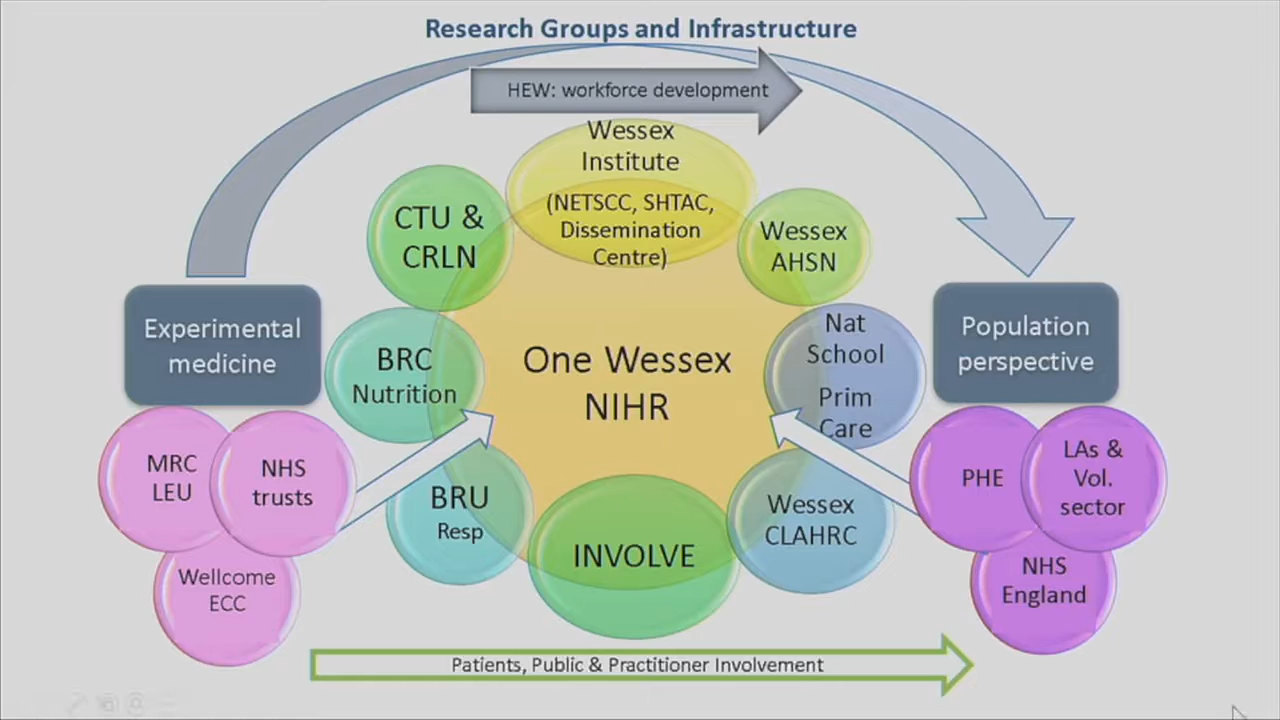 Research Groups and Infrastructure
HEW: workforce development
Wessex
Institute
(NETSCC, SHTAC,
Dissemination
Centre)
CTU &
CRLN
Wessex
AHSN
Experimental
medicine
BRC
Nutrition
One Wessex
NIHR
Nat
School
Prim
Care
Population
perspective
MRC
LEU
NHS
trusts
Wellcome
ECC
BRU
Resp
INVOLVE
Wessex
CLAHRC
PHE
LAs &
Vol.
sector
NHS
England
Patients, Public & Practitioner Involvement